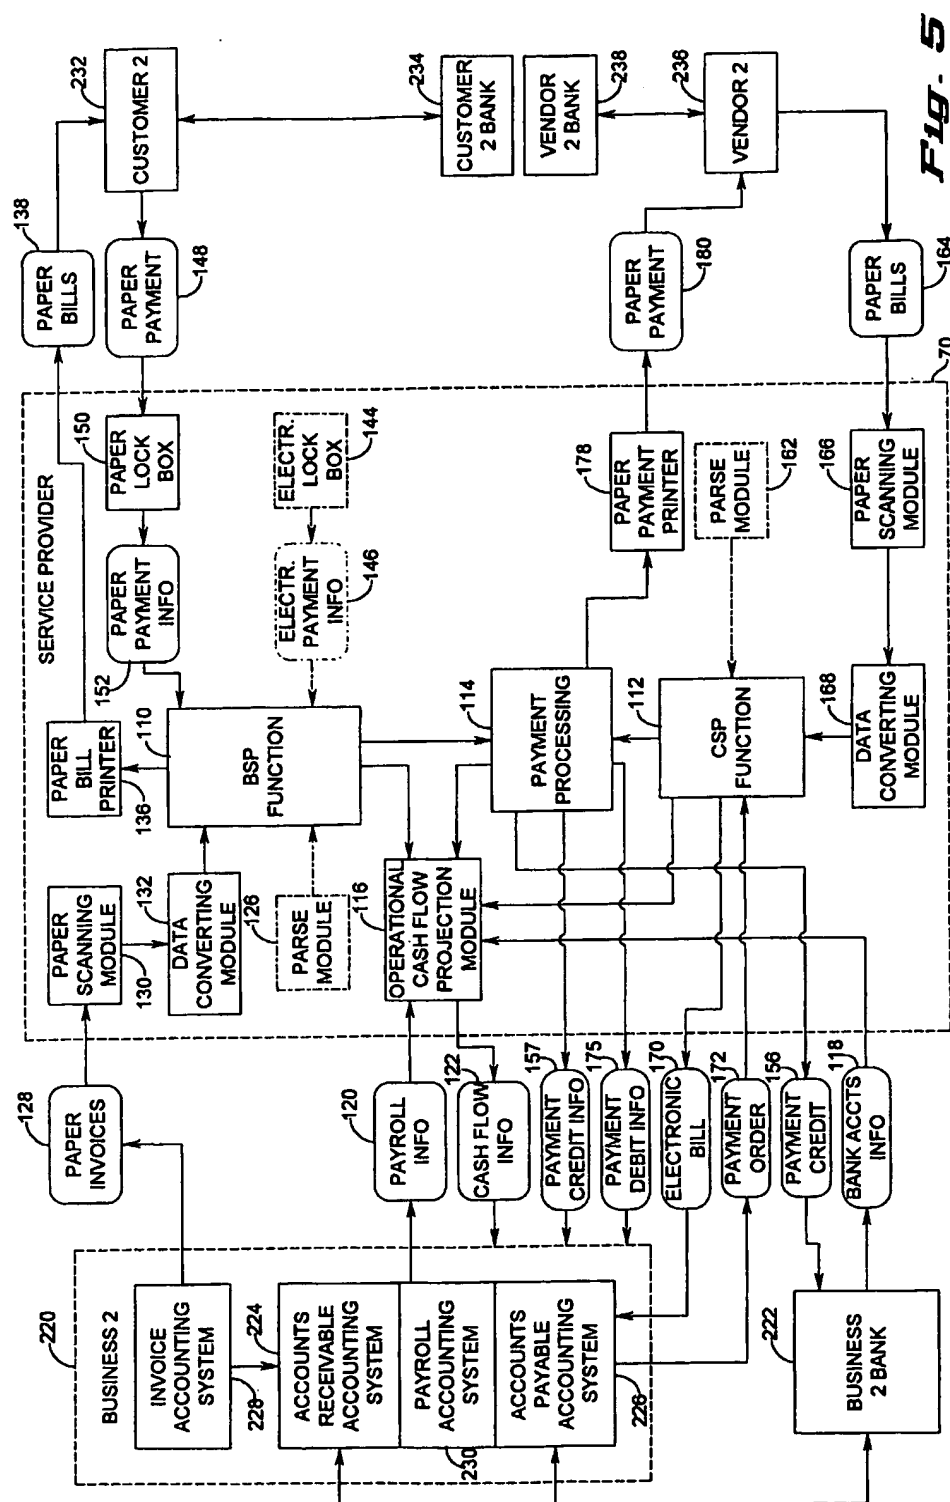 220
BUSINESS 2
INVOICE
ACCOUNTING
SYSTEM
228
224
ACCOUNTS
RECEIVABLE
ACCOUNTING
SYSTEM
PAYROLL
ACCOUNTING
SYSTEM
230
ACCOUNTS
PAYABLE
ACCOUNTING
SYSTEM
226
222
BUSINESS
2 BANK
128
PAPER
INVOICES
120
PAYROLL
INFO
122
CASH FLOW
INFO
157
PAYMENT
CREDIT INFO
175
PAYMENT
DEBIT INFO
170
ELECTRONIC
BILL
172
PAYMENT
ORDER
156
PAYMENT
CREDIT
118
BANK ACCTS
INFO
SERVICE PROVIDER
PAPER
SCANNING
MODULE
130
132
DATA
CONVERTING
MODULE
126
PARSE MODULE
116
OPERATIONAL
CASH FLOW
PROJECTION
MODULE
PAPER
BILL
PRINTER
136
110
BSP
FUNCTION
114
PAYMENT
PROCESSING
112
CSP
FUNCTION
168
DATA
CONVERTING
MODULE
150
PAPER
LOCK
BOX
PAPER
PAYMENT
INFO
152
144
ELECTR.
LOCK
BOX
146
ELECTR.
PAYMENT
INFO
178
PAPER
PAYMENT
PRINTER
162
PARSE
MODULE
166
PAPER
SCANNING
MODULE
70
138
PAPER
BILLS
148
PAPER
PAYMENT
180
PAPER
PAYMENT
164
PAPER
BILLS
232
CUSTOMER 2
234
CUSTOMER
2 BANK
238
VENDOR
2 BANK
236
VENDOR 2
Fig. 5